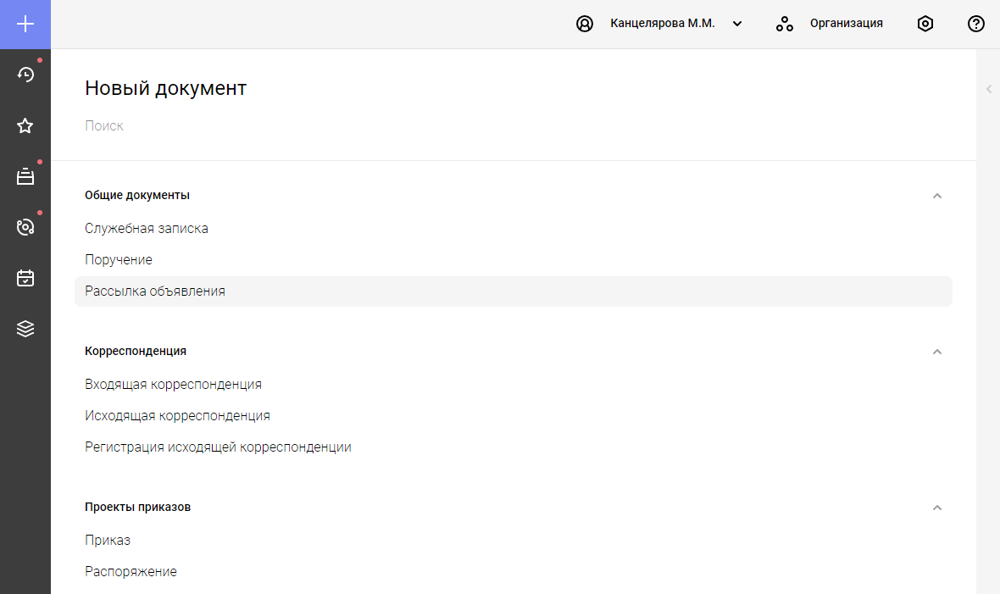 Канцелярова М.М.
Организация
Новый документ
Поиск
Общие документы
Служебная записка
Поручение
Рассылка объявления
Корреспонденция
Входящая корреспонденция
Исходящая корреспонденция
Регистрация исходящей корреспонденции
Проекты приказов
Приказ
Распоряжение